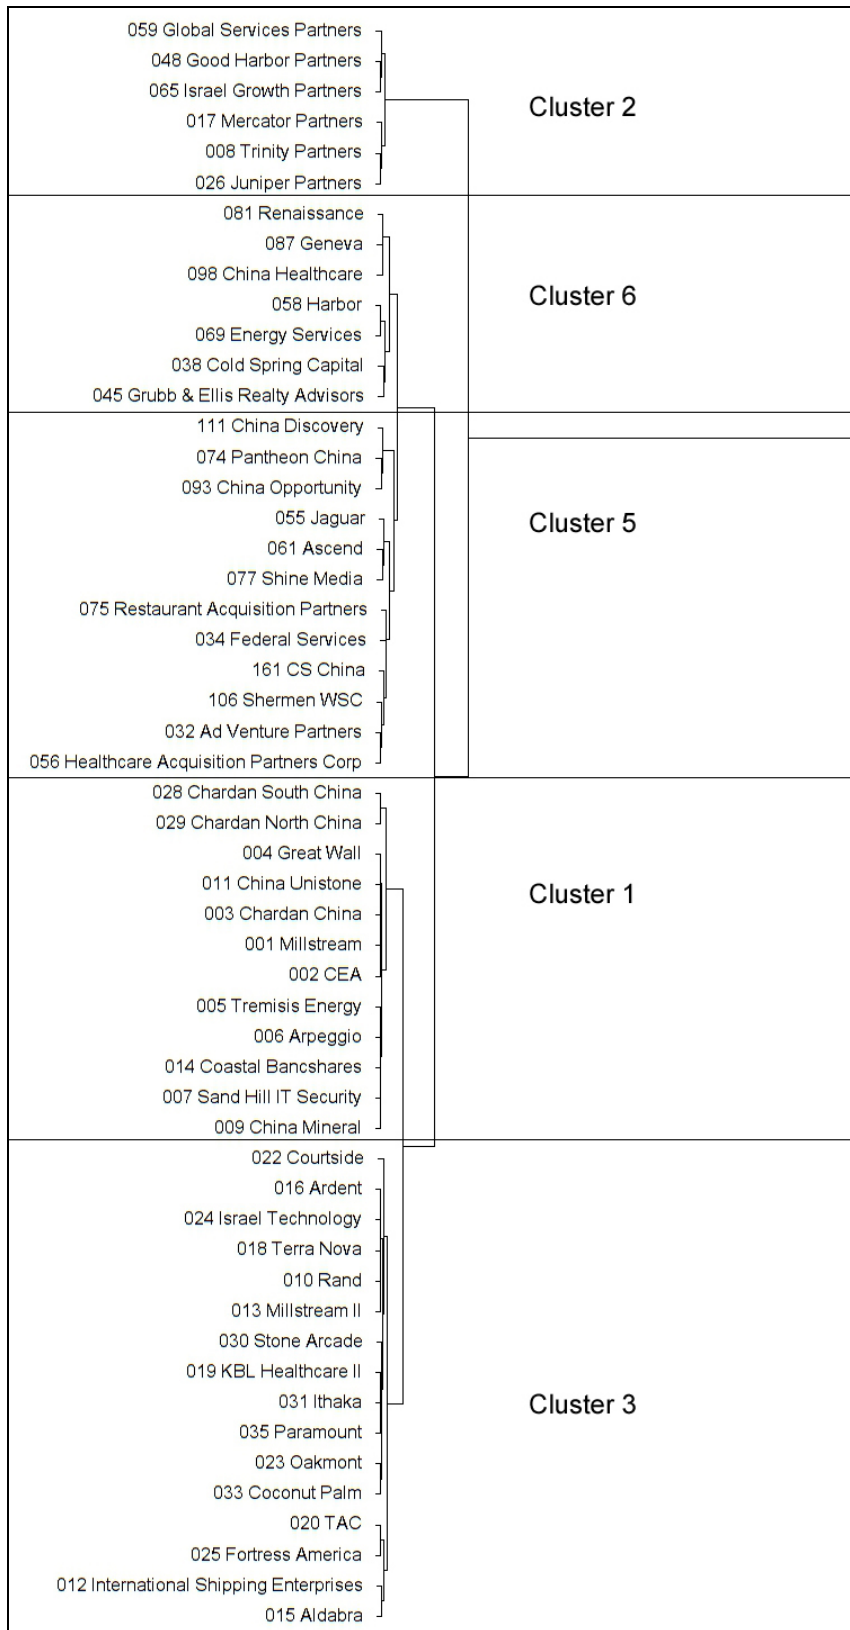 059 Global Services Partners
048 Good Harbor Partners
065 Israel Growth Partners
Cluster 2
017 Mercator Partners
008 Trinity Partners
026 Juniper Partners
081 Renaissance
087 Geneva
098 China Healthcare
Cluster 6
058 Harbor
069 Energy Services
038 Cold Spring Capital
045 Grubb & Ellis Realty Advisors
111 China Discovery
074 Pantheon China
093 China Opportunity
055 Jaguar
Cluster 5
061 Ascend
077 Shine Media
075 Restaurant Acquisition Partners
034 Federal Services
161 CS China
106 Shermen WSC
032 Ad Venture Partners
056 Healthcare Acquisition Partners Corp
028 Chardan South China
029 Chardan North China
004 Great Wall
011 China Unistone
Cluster 1
003 Chardan China
001 Millstream
002 CEA
005 Tremisis Energy
006 Arpeggio
014 Coastal Bancshares
007 Sand Hill IT Security
009 China Mineral
022 Courtside
016 Ardent
024 Israel Technology
018 Terra Nova
010 Rand
013 Millstream II
030 Stone Arcade
019 KBL Healthcare II
031 Ithaka
Cluster 3
035 Paramount
023 Oakmont
033 Coconut Palm
020 TAC
025 Fortress America
012 International Shipping Enterprises
015 Aldabra